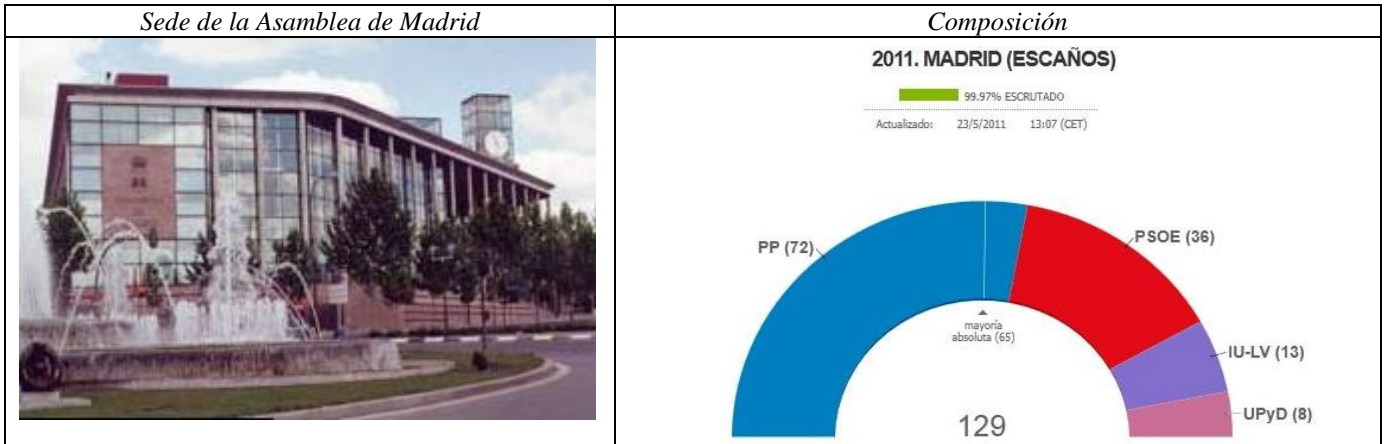 Sede de la Asamblea de Madrid
Composición
2011. MADRID (ESCAÑOS)
99.97% ESCRUTADO
Actualizado: 23/5/2011 13:07 (CET)
PP (72)
PSOE (36)
mayoría
absoluta (65)
IU-LV (13)
UPyD (8)
129